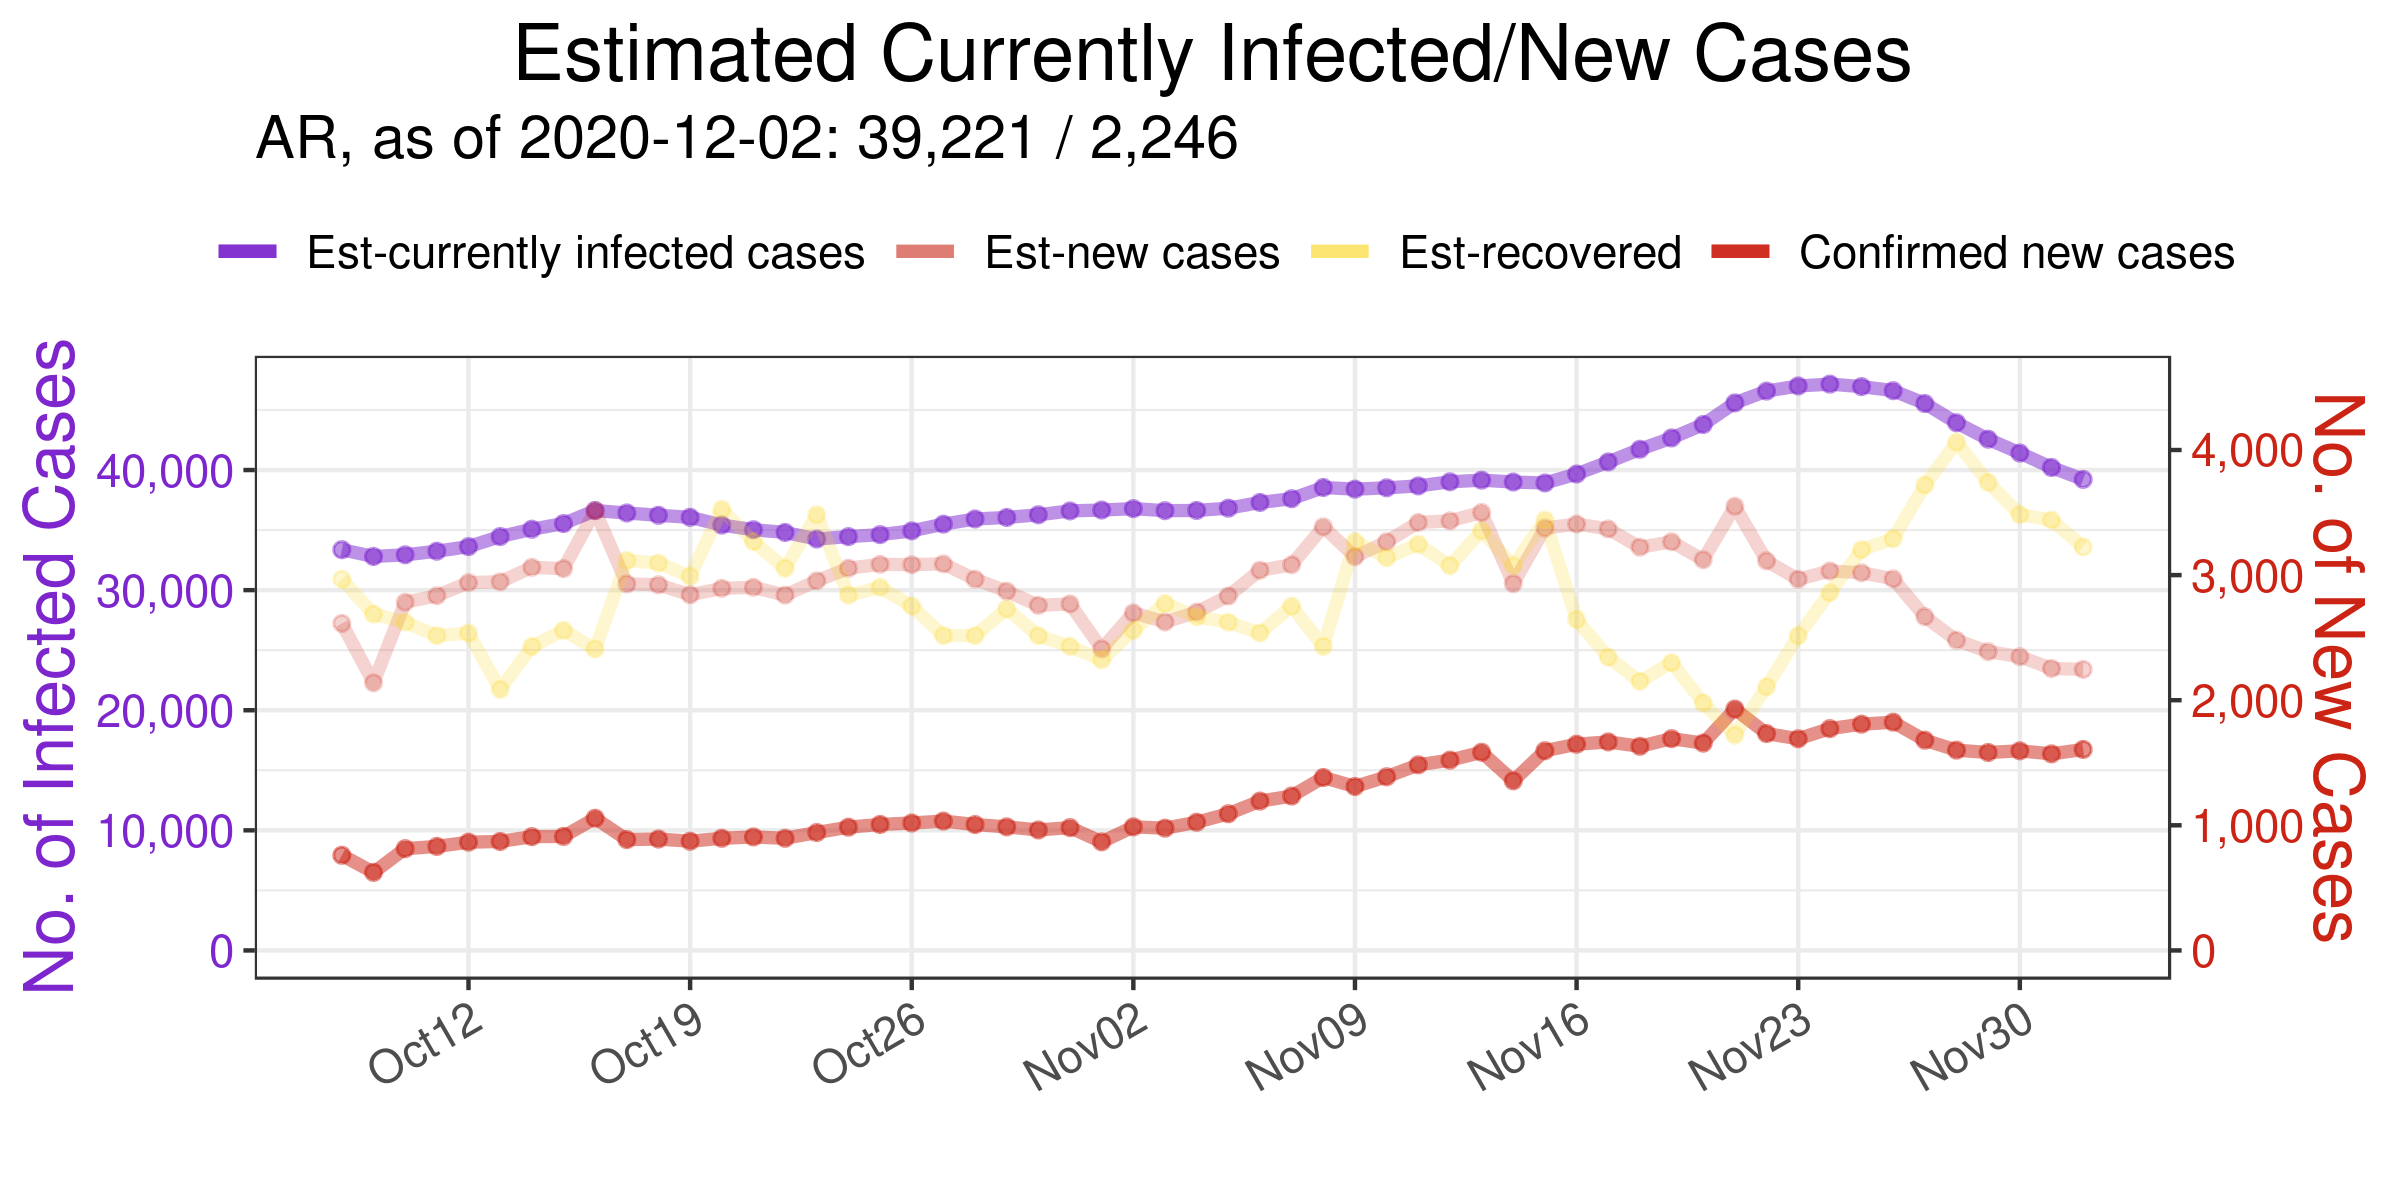 Estimated Currently Infected/New Cases
AR, as of 2020-12-02: 39,221 / 2,246
Est-currently infected cases Est-new cases Est-recovered Confirmed new cases
No. of Infected Cases
40,000
30,000
20,000
10,000
0
4,000
3,000
2,000
1,000
0
No. of New Cases
Oct12 Oct19 Oct26 Nov02 Nov09 Nov16 Nov23 Nov30